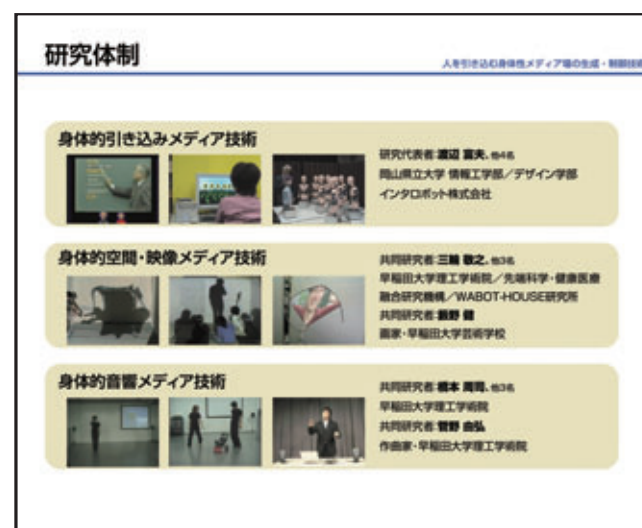 研究体制
人を引き込む身体性メディア場の生成・制御技術
身体的引き込みメディア技術
研究代表者:渡辺 富夫、他4名
岡山県立大学 情報工学部／デザイン学部
インタロボット株式会社
身体的空間・映像メディア技術
共同研究者:三輪 敬之、他3名
早稲田大学理工学術院／先端科学・健康医療
融合研究機構／WABOT-HOUSE研究所
共同研究者:飯野 健
画家・早稲田大学芸術学校
身体的音響メディア技術
共同研究者:橋本 周司、他3名
早稲田大学理工学術院
共同研究者:菅野 由弘
作曲家・早稲田大学理工学術院